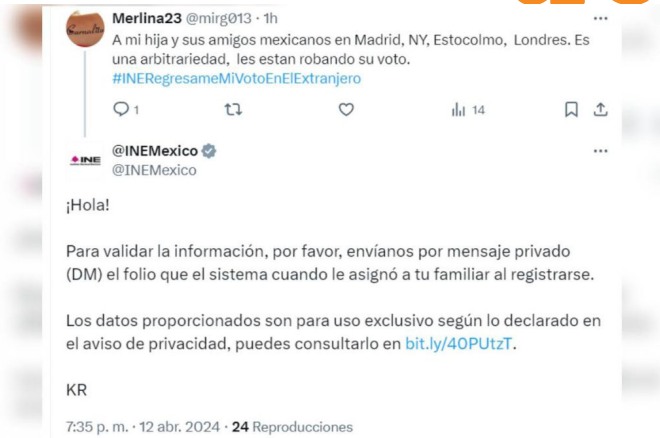 Merlina23 @mirg013 · 1h
A mi hija y sus amigos mexicanos en Madrid, NY, Estocolmo, Londres. Es
una arbitrariedad, les estan robando su voto.
#INERegresameMiVotoEnElExtranjero
1
14
INE
@INEMexico
@INEMexico
¡Hola!
Para validar la información, por favor, envíanos por mensaje privado
(DM) el folio que el sistema cuando le asignó a tu familiar al registrarse.
Los datos proporcionados son para uso exclusivo según lo declarado en
el aviso de privacidad, puedes consultarlo en bit.ly/40PUtzT.
KR
7:35 p. m. · 12 abr. 2024 · 24 Reproducciones